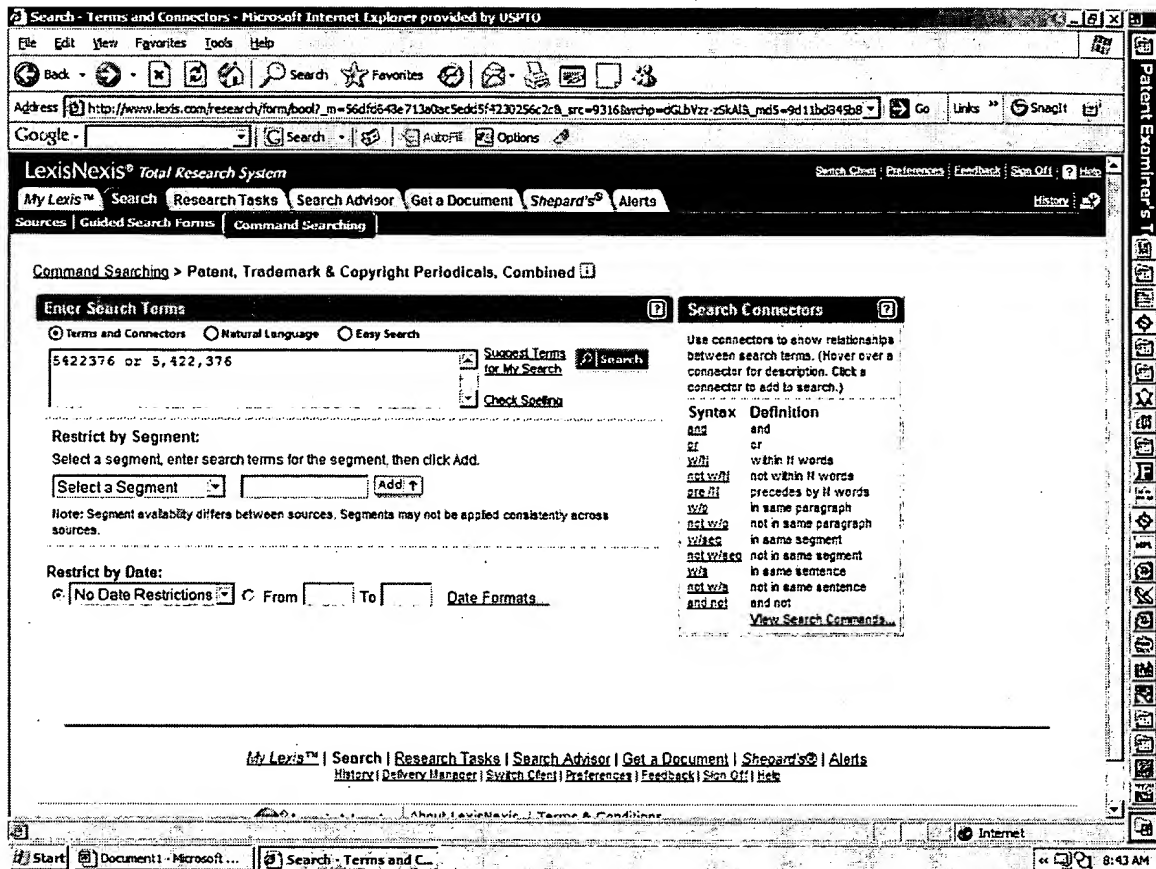 Search - Terms and Connectors - Microsoft Internet Explorer provided by USPTO
File Edit View Favorites Tools Help
Back Search Favorites
Address http://www.lexis.com/research/form/bool?_m= Go Links » SnagIt
Google - Search AutoFill Options
LexisNexis® Total Research System
Switch Client | Preferences | Feedback | Sign Off | ? Help
My Lexis™ Search Research Tasks Search Advisor Get a Document Shepard's® Alerts
History
Sources | Guided Search Forms | Command Searching
Patent Examiner's T
Command Searching > Patent, Trademark & Copyright Periodicals, Combined i
Enter Search Terms ?
Terms and Connectors Natural Language Easy Search
5422376 or 5,422,376
Suggest Terms
for My Search
Search
Check Spelling
Restrict by Segment:
Select a segment, enter search terms for the segment, then click Add.
Select a Segment Add ↑
Note: Segment availability differs between sources. Segments may not be applied consistently across
sources.
Restrict by Date:
No Date Restrictions From To Date Formats...
Search Connectors ?
Use connectors to show relationships
between search terms. (Hover over a
connector for description. Click a
connector to add to search.)
Syntax Definition
and and
or or
w/N within N words
not w/N not within N words
pre /N precedes by N words
w/p in same paragraph
not w/p not in same paragraph
w/seg in same segment
not w/seg not in same segment
w/s in same sentence
not w/s not in same sentence
and not and not
View Search Commands...
My Lexis™ | Search | Research Tasks | Search Advisor | Get a Document | Shepard's® | Alerts
History | Delivery Manager | Switch Client | Preferences | Feedback | Sign Off | Help
About LexisNexis | Terms & Conditions
Internet
Start Document1 - Microsoft ... Search - Terms and C... « 8:43 AM